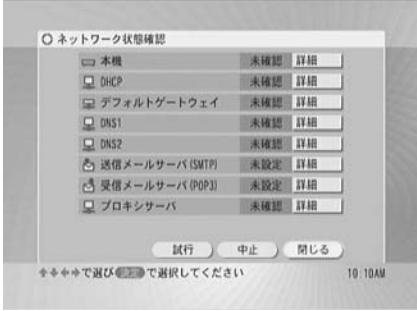 ネットワーク状態確認
本機 未確認 詳細
DHCP 未確認 詳細
デフォルトゲートウェイ 未確認 詳細
DNS1 未確認 詳細
DNS2 未確認 詳細
送信メールサーバ(SMTP) 未設定 詳細
受信メールサーバ(POP3) 未設定 詳細
プロキシサーバ 未確認 詳細
試行 中止 閉じる
で選び 決定 で選択してください 10:10AM